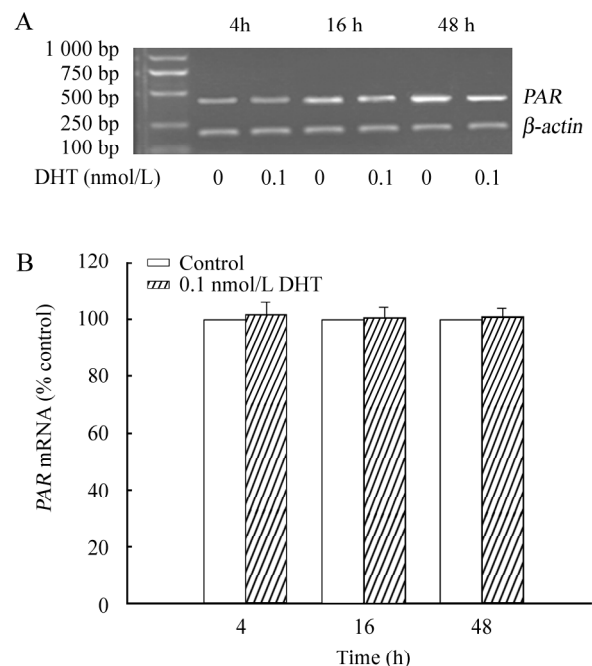 A
4h 16 h 48 h
1 000 bp
750 bp
500 bp
250 bp
100 bp
PAR
β-actin
DHT (nmol/L) 0 0.1 0 0.1 0 0.1
B
Control
0.1 nmol/L DHT
PAR mRNA (% control)
120
100
80
60
40
20
0
4 16 48
Time (h)